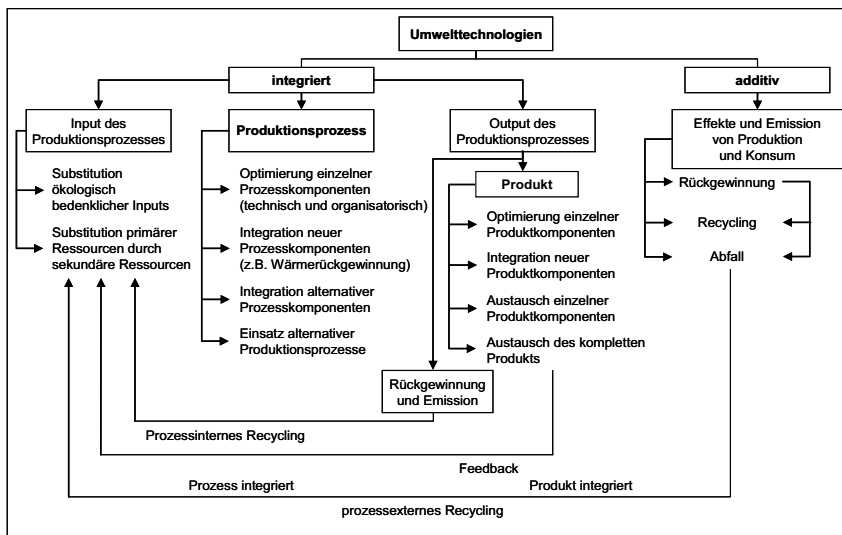 Umwelttechnologien
integriert
additiv
Input des
Produktionsprozesses
Substitution
ökologisch
bedenklicher Inputs
Substitution primärer
Ressourcen durch
sekundäre Ressourcen
Produktionsprozess
Optimierung einzelner
Prozesskomponenten
(technisch und organisatorisch)
Integration neuer
Prozesskomponenten
(z.B. Wärmerückgewinnung)
Integration alternativer
Prozesskomponenten
Einsatz alternativer
Produktionsprozesse
Output des
Produktionsprozesses
Produkt
Optimierung einzelner
Produktkomponenten
Integration neuer
Produktkomponenten
Austausch einzelner
Produktkomponenten
Austausch des kompletten
Produkts
Rückgewinnung
und Emission
Effekte und Emission
von Produktion
und Konsum
Rückgewinnung
Recycling
Abfall
Prozessinternes Recycling
Feedback
Prozess integriert
Produkt integriert
prozessexternes Recycling